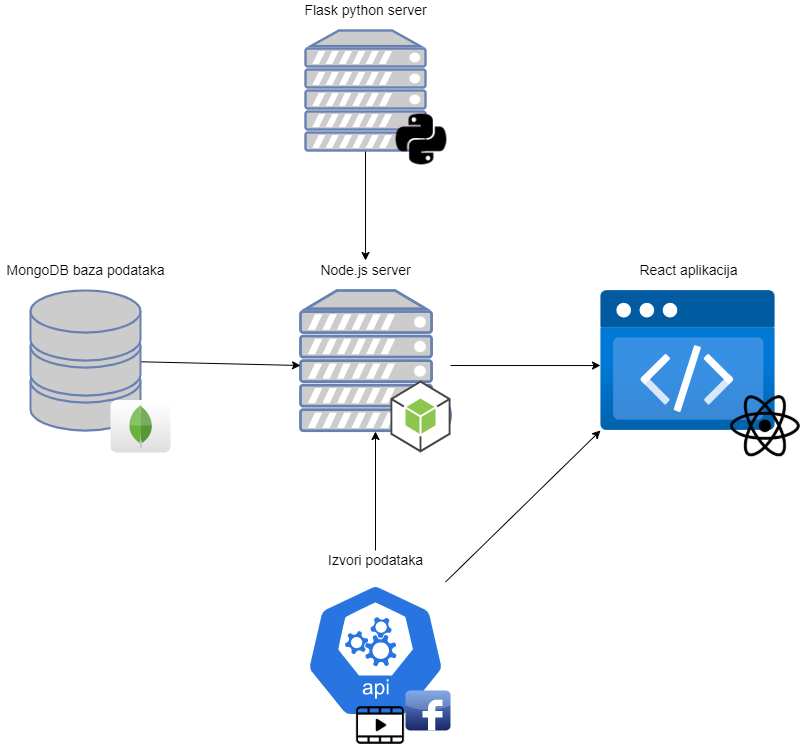 Flask python server
MongoDB baza podataka
Node.js server
React aplikacija
Izvori podataka
api